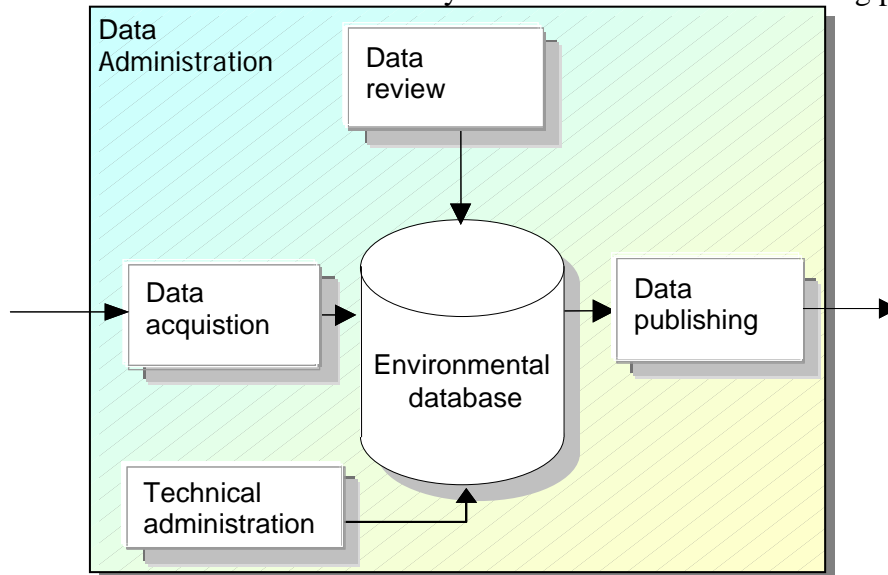 Data
Administration
Data
review
Data
acquistion
Environmental
database
Data
publishing
Technical
administration